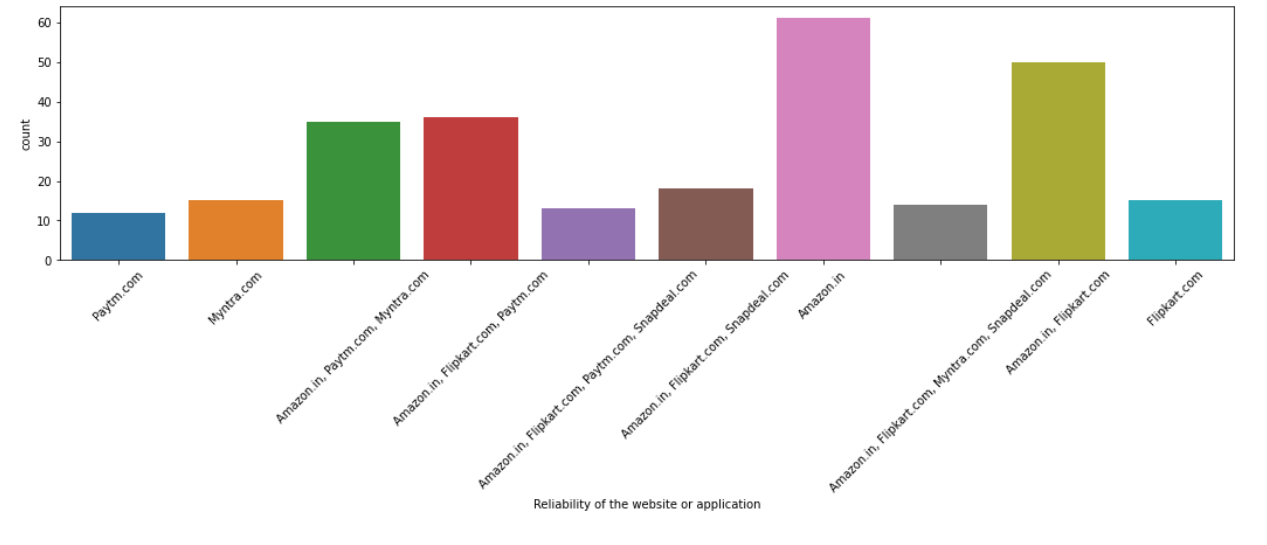 60
50
40
30
20
10
0
count
Paytm.com
Myntra.com
Amazon.in, Paytm.com, Myntra.com
Amazon.in, Flipkart.com, Paytm.com
Amazon.in, Flipkart.com, Paytm.com, Snapdeal.com
Amazon.in, Flipkart.com, Snapdeal.com
Amazon.in
Amazon.in, Flipkart.com, Myntra.com, Snapdeal.com
Amazon.in, Flipkart.com
Flipkart.com
Reliability of the website or application